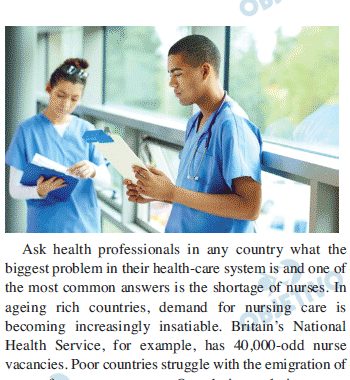 Ask health professionals in any country what the
biggest problem in their health-care system is and one of
the most common answers is the shortage of nurses. In
ageing rich countries, demand for nursing care is
becoming increasingly insatiable. Britain’s National
Health Service, for example, has 40,000-odd nurse
vacancies. Poor countries struggle with the emigration of